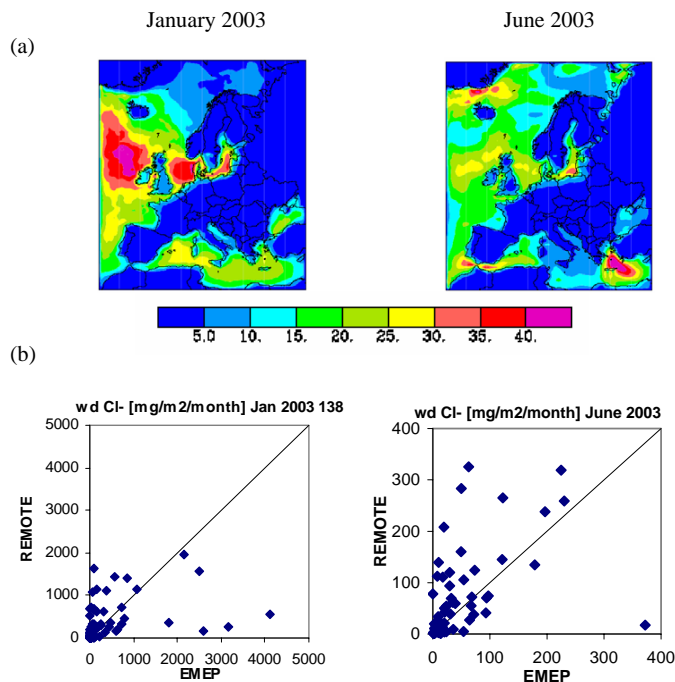 January 2003 June 2003
(a)
5.0 10. 15. 20. 25. 30. 35. 40.
(b)
wd Cl- [mg/m2/month] Jan 2003 138
5000
4000
3000
2000
1000
0
REMOTE
0 1000 2000 3000 4000 5000
EMEP
wd Cl- [mg/m2/month] June 2003
400
300
200
100
0
REMOTE
0 100 200 300 400
EMEP